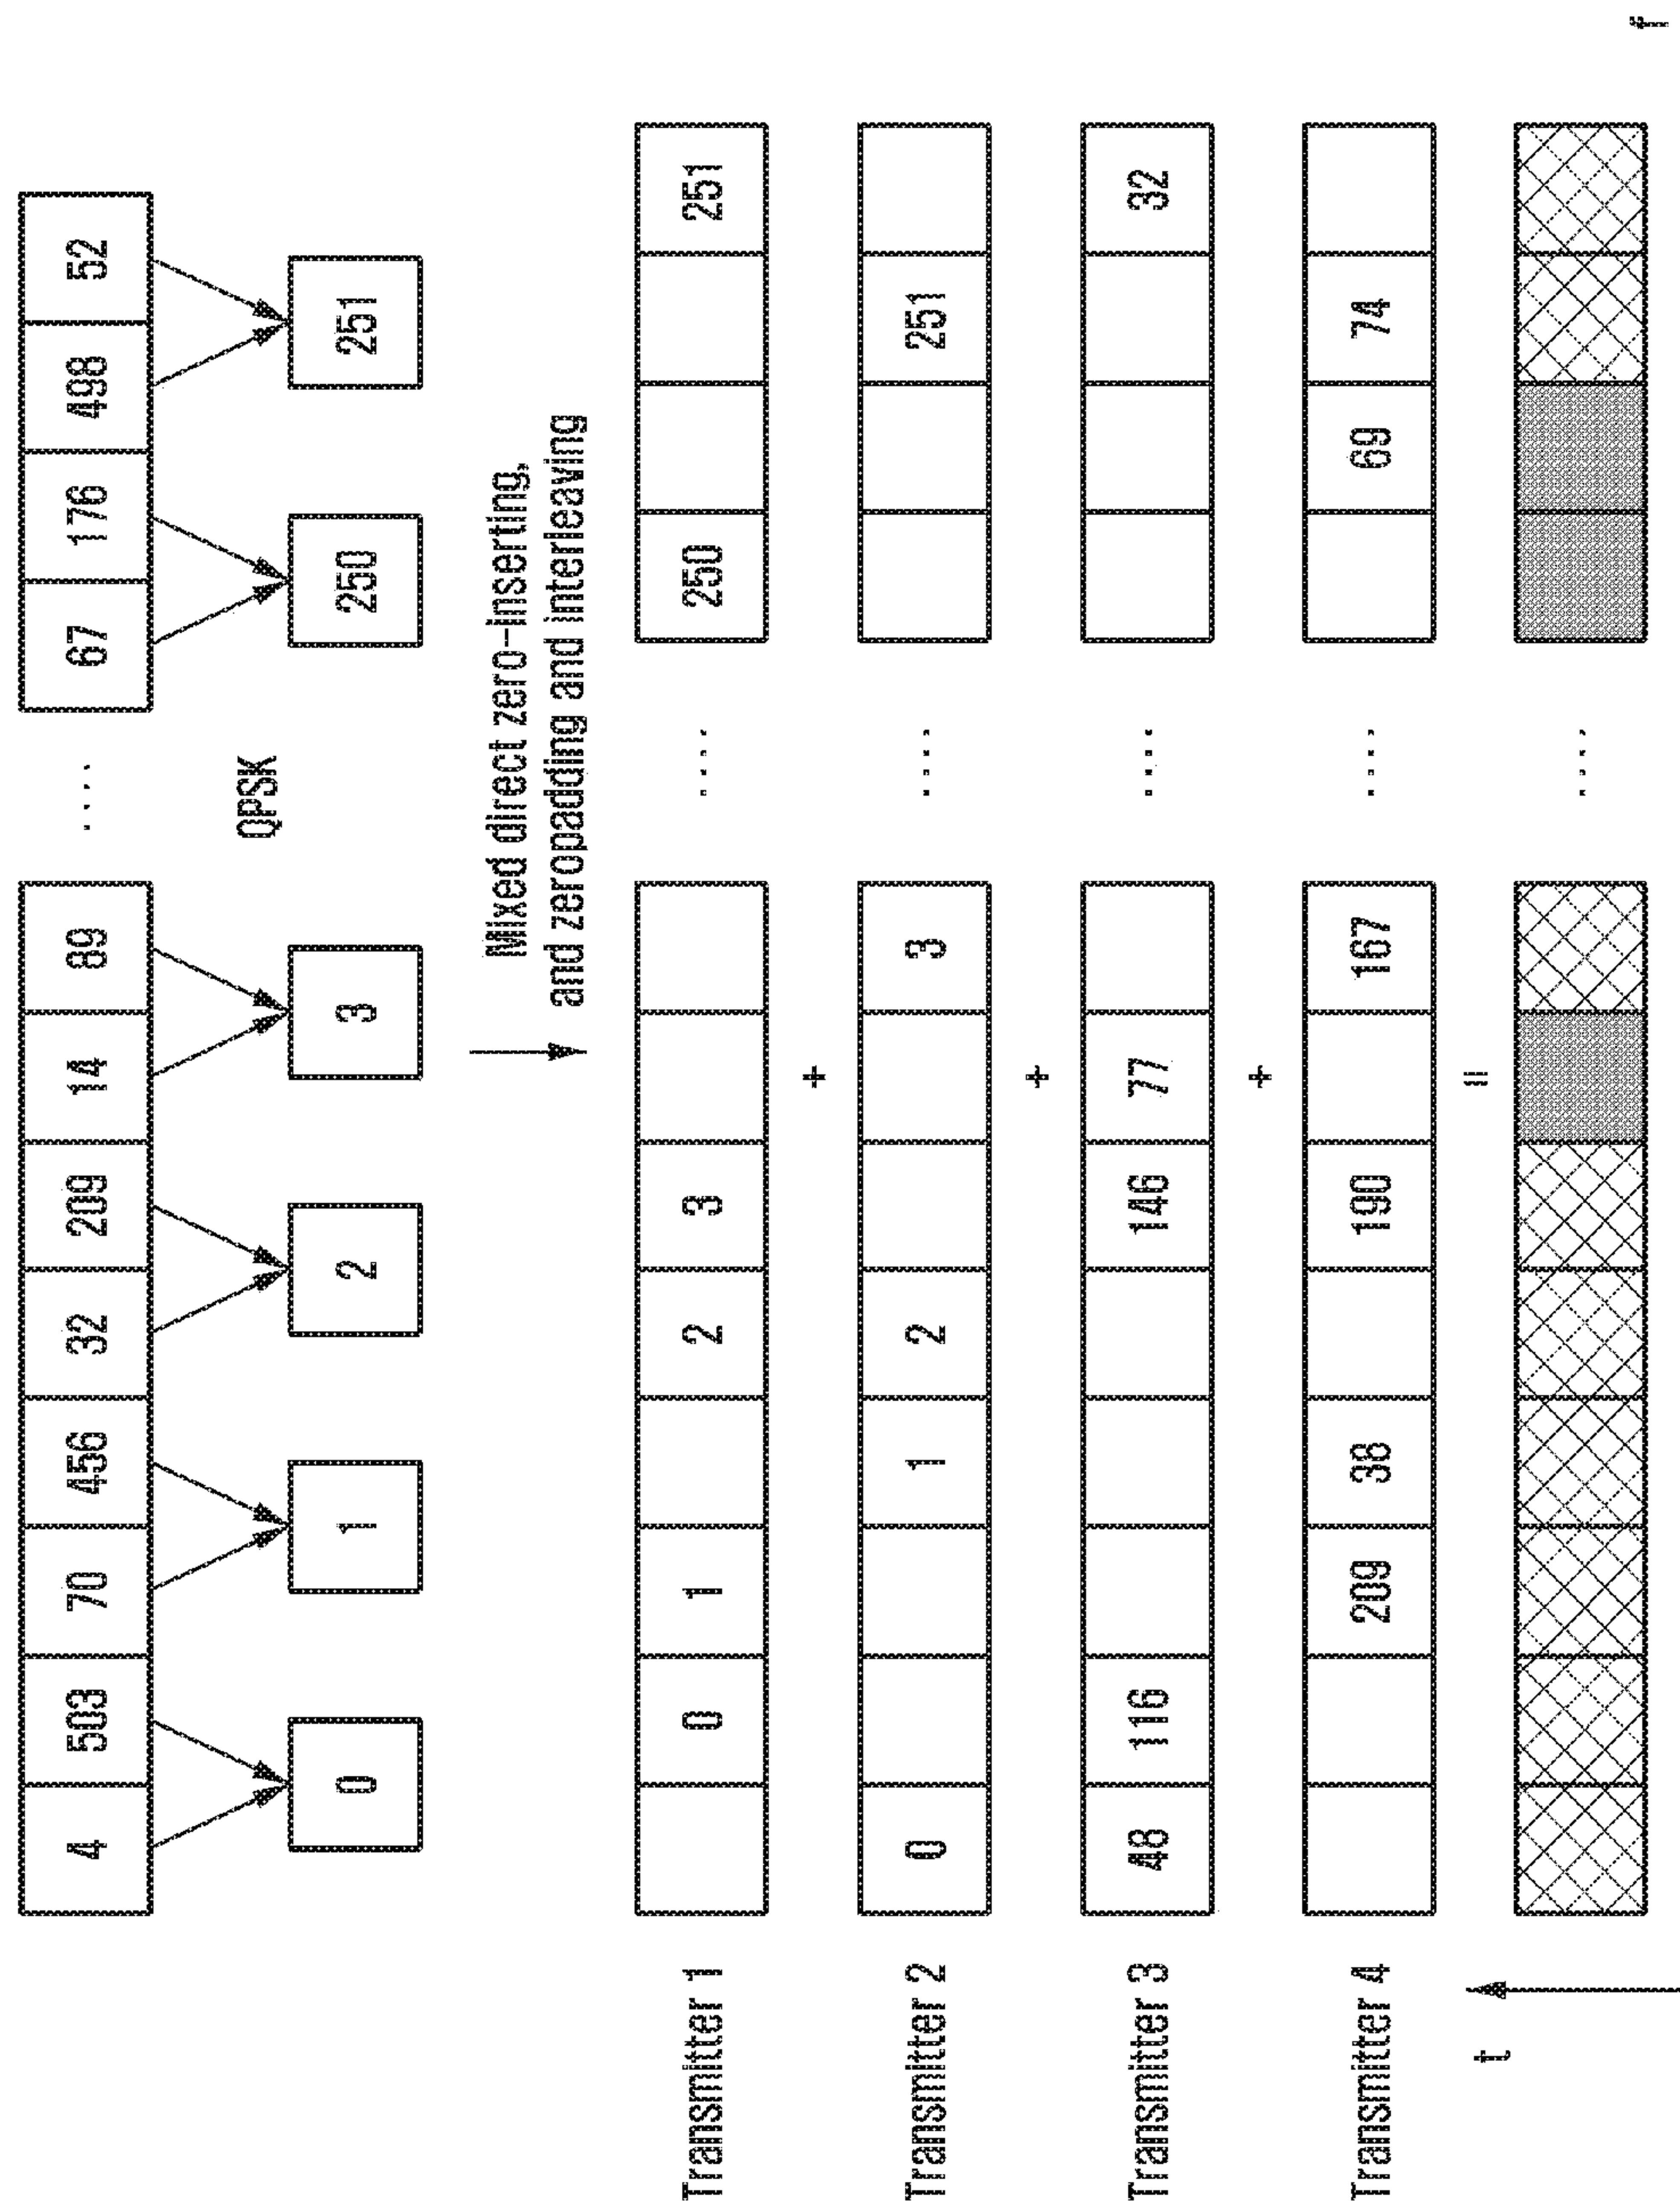 4 503 70 456 32 209 14 89 .... 67 176 498 52
QPSK
0 1 2 3 250 251
Mixed direct zero-inserting,
and zeropadding and interleaving
Transmitter 1 0 1 2 3 .... 250 251
+
Transmitter 2 0 1 2 3 .... 251
+
Transmitter 3 48 116 146 77 .... 32
+
Transmitter 4 209 38 190 167 .... 69 74
=
....
t
f